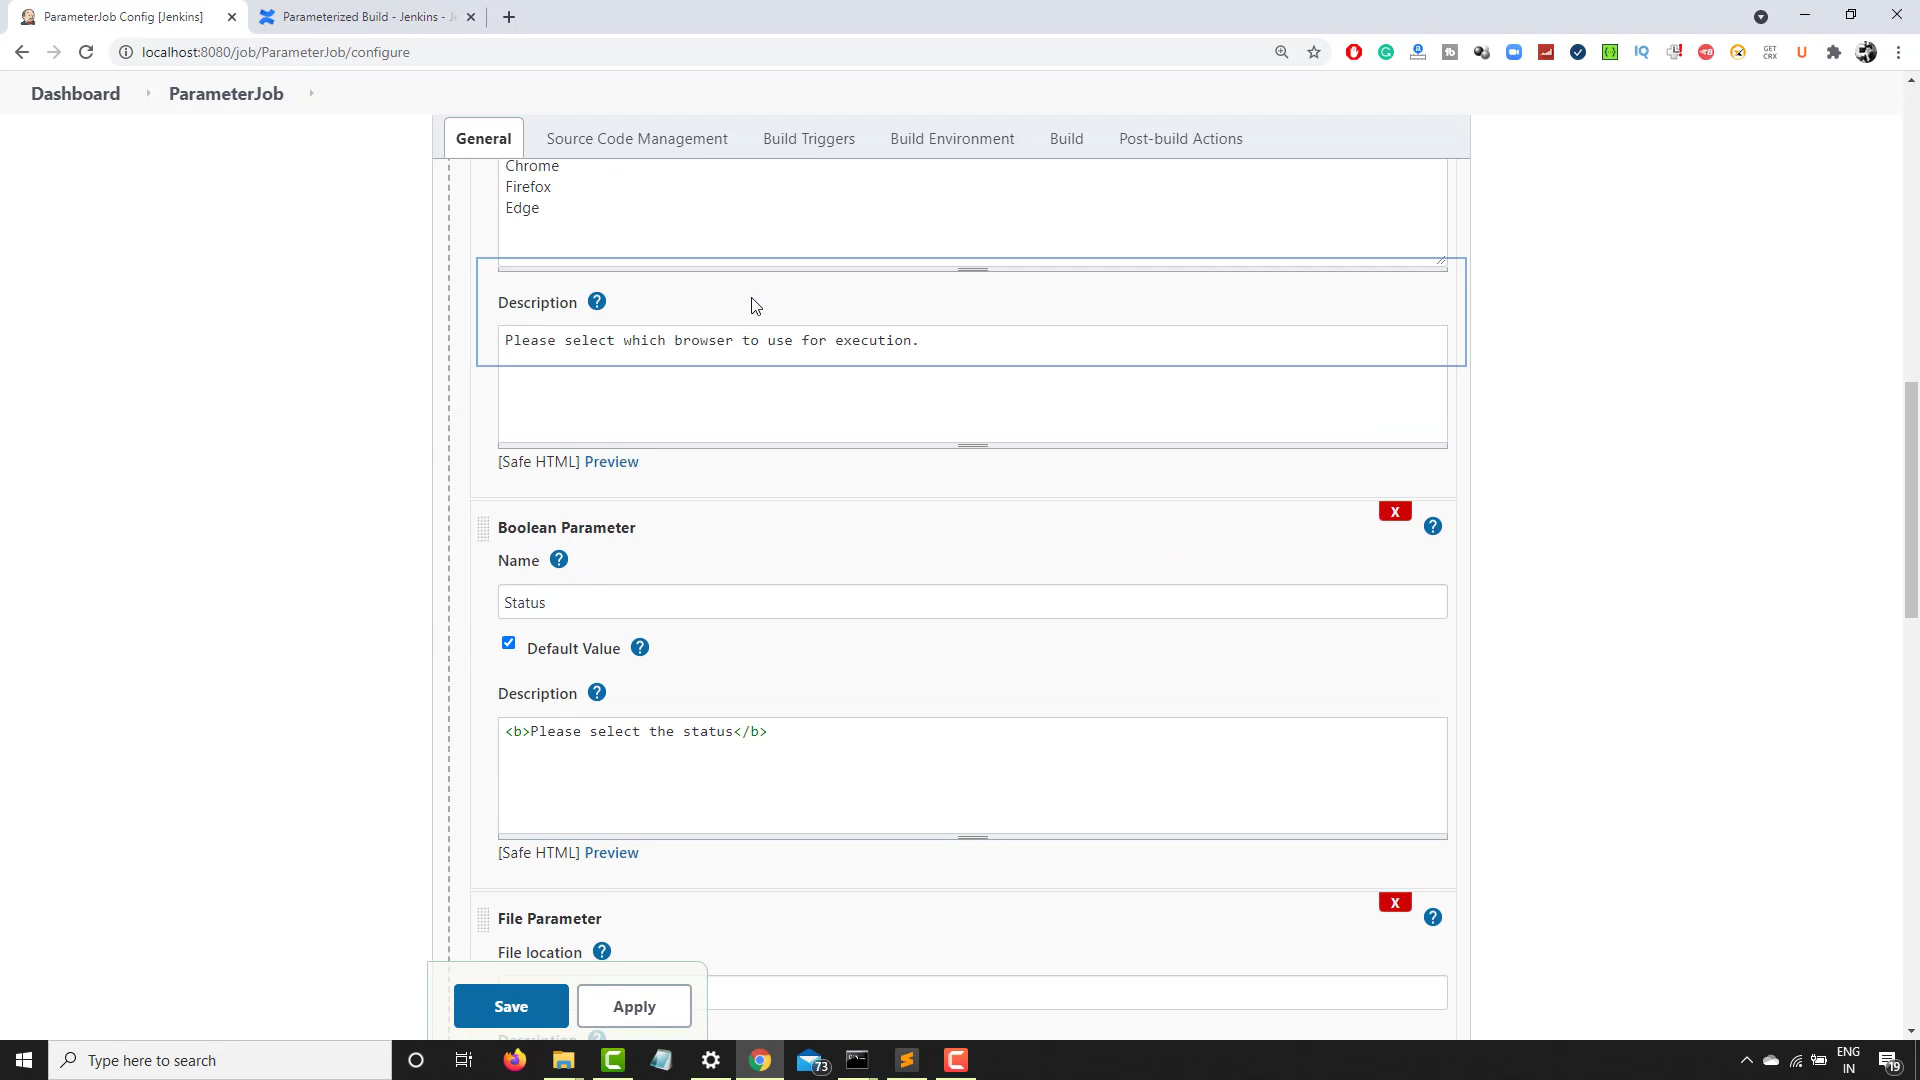 ParameterJob Config [Jenkins]
Parameterized Build - Jenkins - Je
localhost:8080/job/ParameterJob/configure
GET CRX
Dashboard
ParameterJob
General
Source Code Management
Build Triggers
Build Environment
Build
Post-build Actions
Chrome
Firefox
Edge
Description
Please select which browser to use for execution.
[Safe HTML] Preview
X
Boolean Parameter
Name
Status
Default Value
Description
<b>Please select the status</b>
[Safe HTML] Preview
X
File Parameter
File location
Save
Apply
Description
Type here to search
73
ENG
IN
19